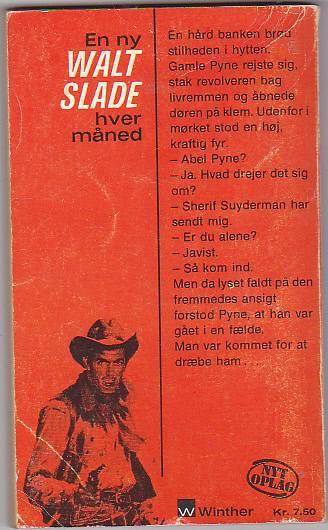 En ny
WALT
SLADE
hver
måned
En hård banken brød
stilheden i hytten.
Gamle Pyne rejste sig,
stak revolveren bag
livremmen og åbnede
døren på klem. Udenfor i
mørket stod en høj,
kraftig fyr.
– Abel Pyne?
– Ja. Hvad drejer det sig
om?
– Sherif Suyderman har
sendt mig.
– Er du alene?
– Javist.
– Så kom ind.
Men da lyset faldt på den
fremmedes ansigt
forstod Pyne, at han var
gået i en fælde.
Man var kommet for at
dræbe ham . . . .
NYT
OPLAG
W Winther Kr. 7.50